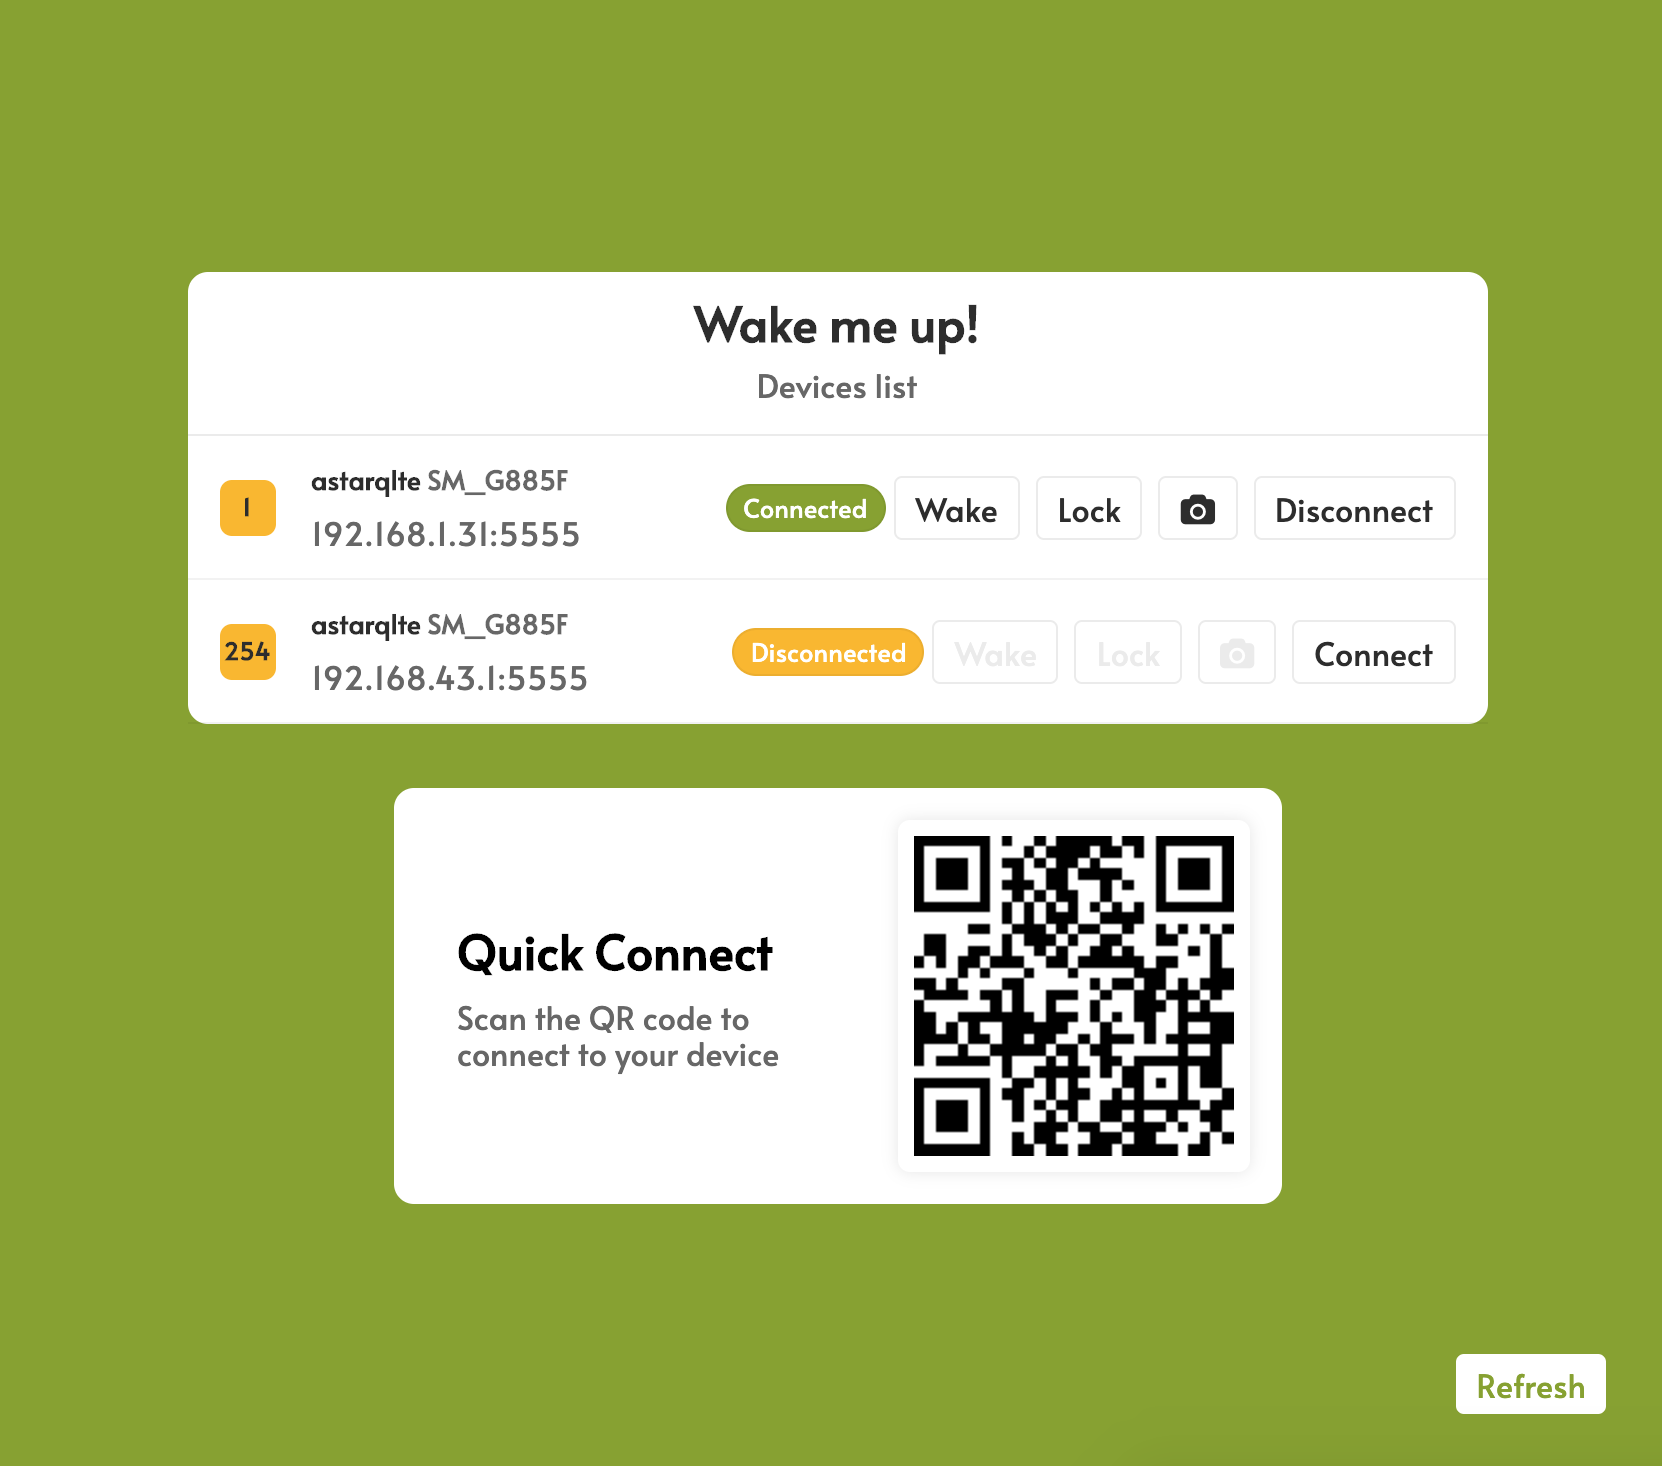 Wake me up!
Devices list
1
astarqlte SM_G885F
192.168.1.31:5555
Connected
Wake
Lock
Disconnect
254
astarqlte SM_G885F
192.168.43.1:5555
Disconnected
Wake
Lock
Connect
Quick Connect
Scan the QR code to
connect to your device
Refresh